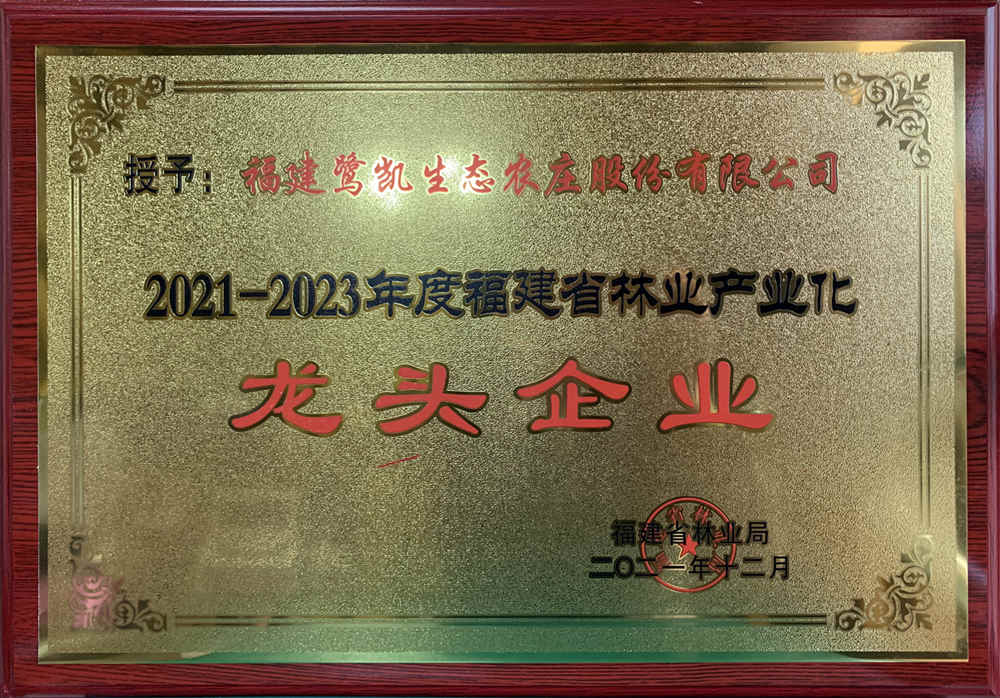 授予：福建鹭凯生态农庄股份有限公司
2021-2023年度福建省林业产业化
龙头企业
福建省林业局
二〇二一年十二月